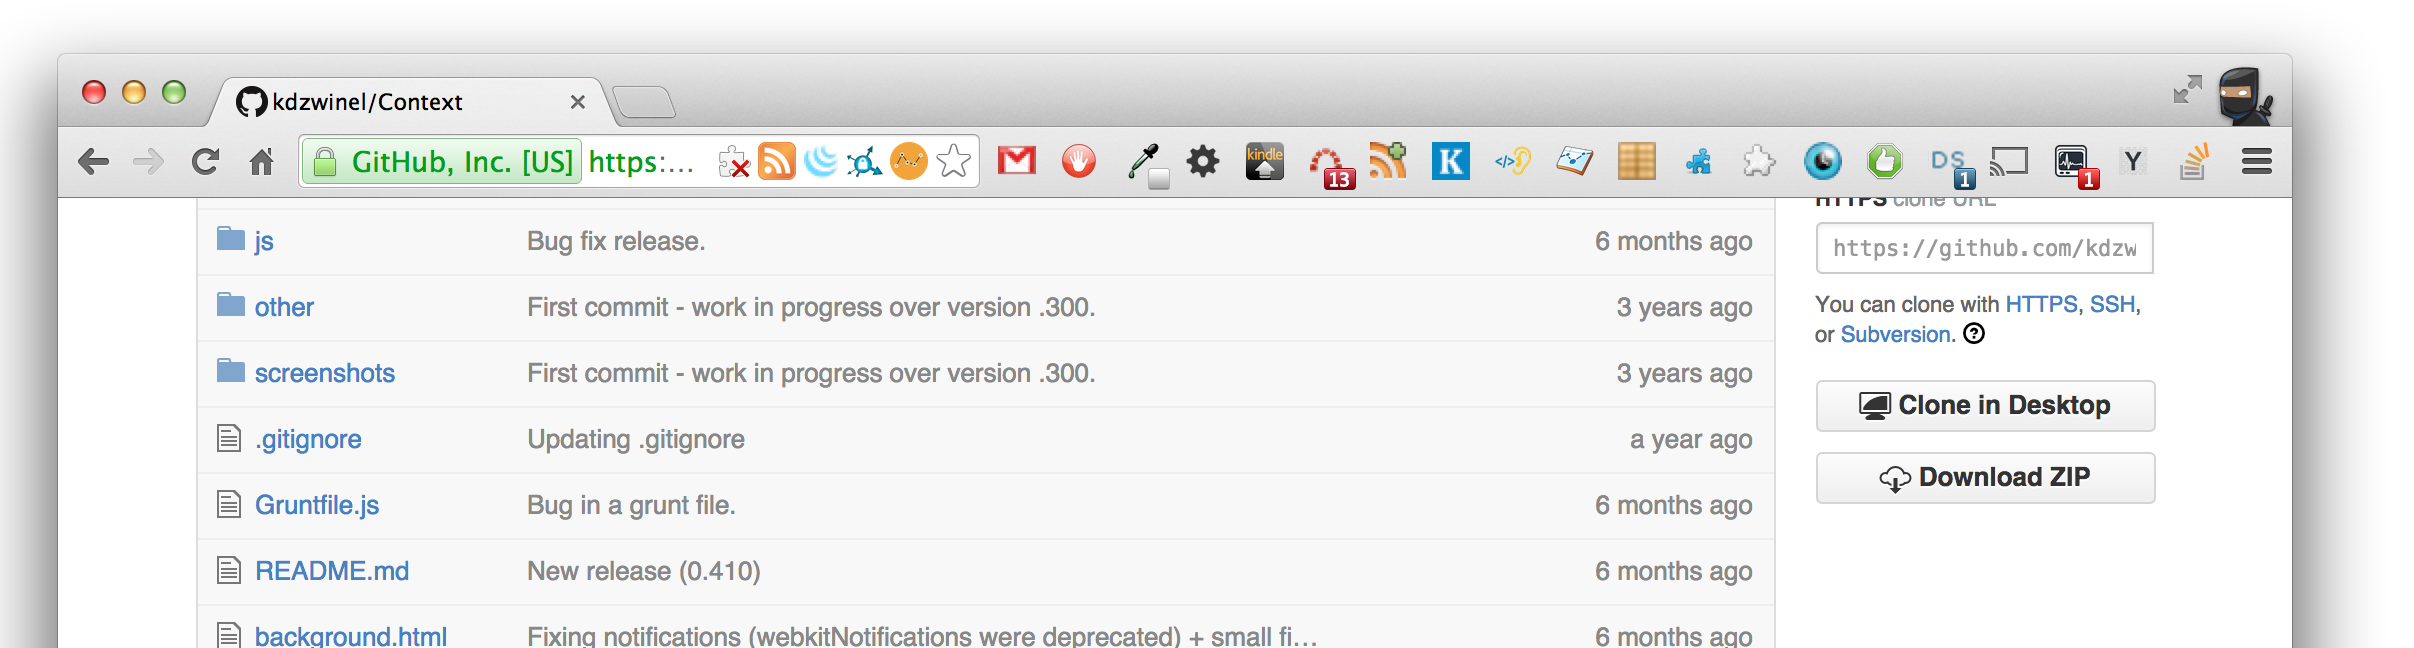 kdzwinel/Context
GitHub, Inc. [US] https:...
kindle
13
K
</>
DS
1
1
Y
HTTPS clone URL
js Bug fix release. 6 months ago
https://github.com/kdzw
other First commit - work in progress over version .300. 3 years ago
You can clone with HTTPS, SSH,
or Subversion.
screenshots First commit - work in progress over version .300. 3 years ago
Clone in Desktop
.gitignore Updating .gitignore a year ago
Download ZIP
Gruntfile.js Bug in a grunt file. 6 months ago
README.md New release (0.410) 6 months ago
background.html Fixing notifications (webkitNotifications were deprecated) + small fi... 6 months ago